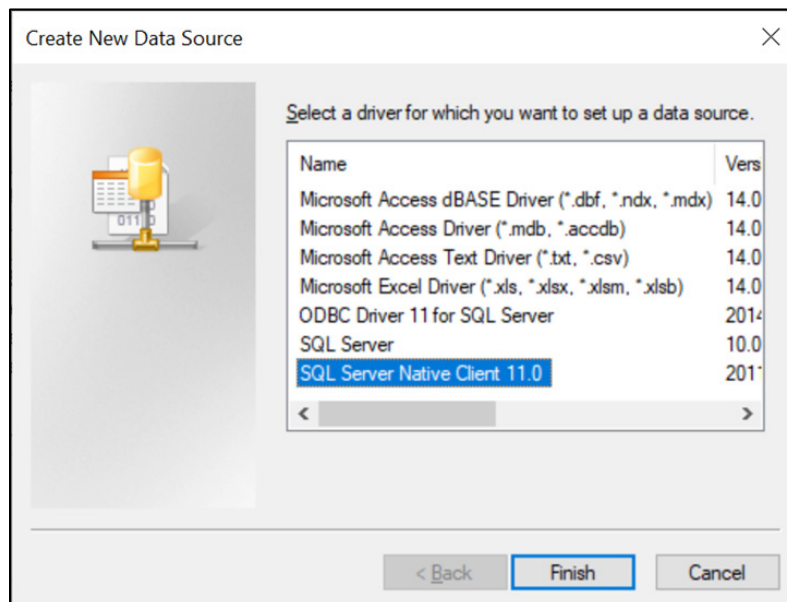 Create New Data Source
Select a driver for which you want to set up a data source.
Name Vers
Microsoft Access dBASE Driver (*.dbf, *.ndx, *.mdx) 14.0
Microsoft Access Driver (*.mdb, *.accdb) 14.0
Microsoft Access Text Driver (*.txt, *.csv) 14.0
Microsoft Excel Driver (*.xls, *.xlsx, *.xlsm, *.xlsb) 14.0
ODBC Driver 11 for SQL Server 2014
SQL Server 10.0
SQL Server Native Client 11.0 2011
< Back Finish Cancel